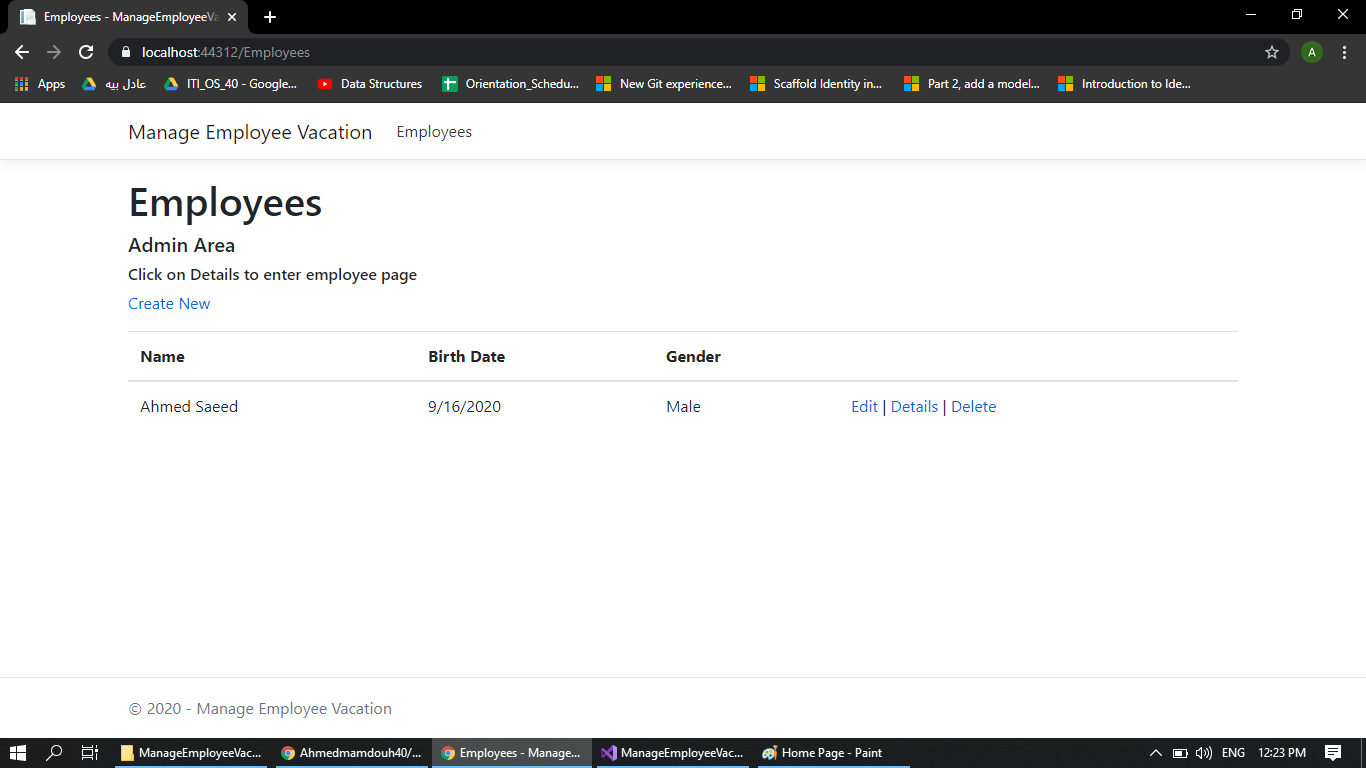 Employees - ManageEmployeeVa
localhost:44312/Employees
A
Apps عادل بيه ITI_OS_40 - Google... Data Structures Orientation_Schedu... New Git experience... Scaffold Identity in... Part 2, add a model... Introduction to Ide...
Manage Employee Vacation Employees
Employees
Admin Area
Click on Details to enter employee page
Create New
Name Birth Date Gender
Ahmed Saeed 9/16/2020 Male Edit | Details | Delete
© 2020 - Manage Employee Vacation
ManageEmployeeVac... Ahmedmamdouh40/... Employees - Manage... ManageEmployeeVac... Home Page - Paint ENG 12:23 PM